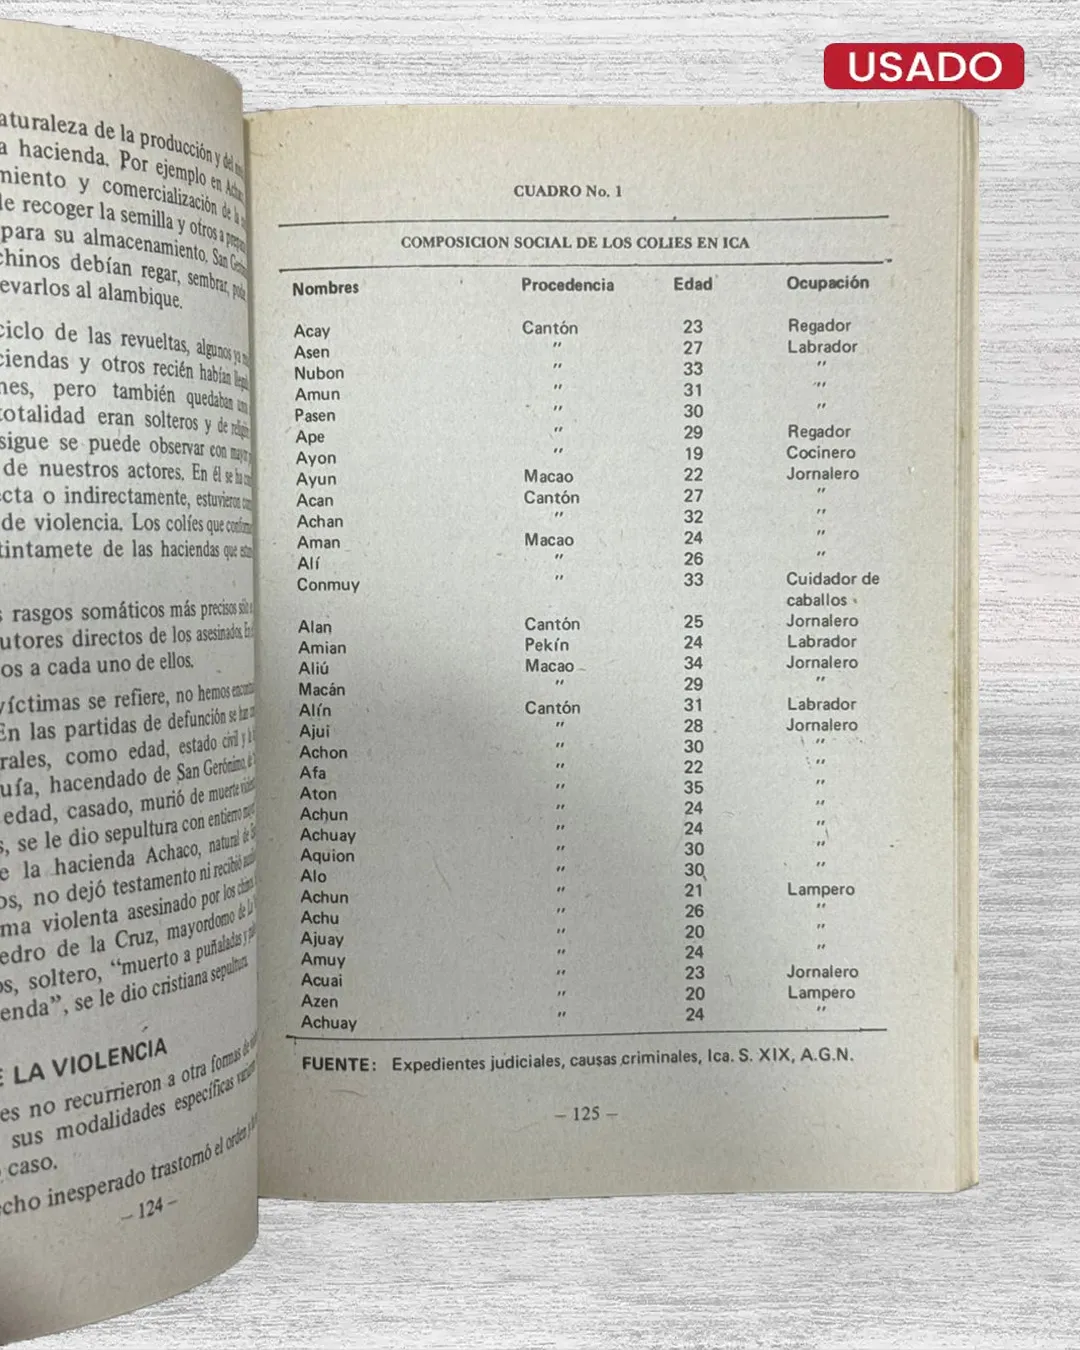 USADO
aturaleza de la producción y del
a hacienda. Por ejemplo en
miento y comercialización de la
de recoger la semilla y otros a
para su almacenamiento. San
chinos debían regar, sembrar,
evarlos al alambique.
ciclo de las revueltas, algunos ya
ciendas y otros recién habían
nes, pero también quedaban
totalidad eran solteros y de
sigue se puede observar con
de nuestros actores. En él se ha
ecta o indirectamente, estuvieron
de violencia. Los colíes que
tintamete de las haciendas que
s rasgos somáticos más precisos sólo
utores directos de los asesinados. En
os a cada uno de ellos.
víctimas se refiere, no hemos
En las partidas de defunción se han
rales, como edad, estado civil y
uía, hacendado de San Gerónimo, de
edad, casado, murió de muerte
s, se le dio sepultura con entierro
e la hacienda Achaco, natural de
os, no dejó testamento ni recibió
ma violenta asesinado por los
edro de la Cruz, mayordomo de
os, soltero, “muerto a puñaladas y
enda”, se le dio cristiana sepultura
E LA VIOLENCIA
es no recurrieron a otra formas de
sus modalidades específicas
caso.
echo inesperado trastornó el orden y
– 124 –
CUADRO No. 1
COMPOSICION SOCIAL DE LOS COLIES EN ICA
Nombres Procedencia Edad Ocupación
Acay Cantón 23 Regador
Asen ,, 27 Labrador
Nubon ,, 33 ,,
Amun ,, 31 ,,
Pasen ,, 30 ,,
Ape ,, 29 Regador
Ayon ,, 19 Cocinero
Ayun Macao 22 Jornalero
Acan Cantón 27 ,,
Achan ,, 32 ,,
Aman Macao 24 ,,
Alí ,, 26 ,,
Conmuy ,, 33 Cuidador de
caballos
Alan Cantón 25 Jornalero
Amian Pekín 24 Labrador
Aliú Macao 34 Jornalero
Macán ,, 29 ,,
Alín Cantón 31 Labrador
Ajui ,, 28 Jornalero
Achon ,, 30 ,,
Afa ,, 22 ,,
Aton ,, 35 ,,
Achun ,, 24 ,,
Achuay ,, 24 ,,
Aquion ,, 30 ,,
Alo ,, 30 ,,
Achun ,, 21 Lampero
Achu ,, 26 ,,
Ajuay ,, 20 ,,
Amuy ,, 24 ,,
Acuai ,, 23 Jornalero
Azen ,, 20 Lampero
Achuay ,, 24 ,,
FUENTE: Expedientes judiciales, causas criminales, Ica. S. XIX, A.G.N.
– 125 –